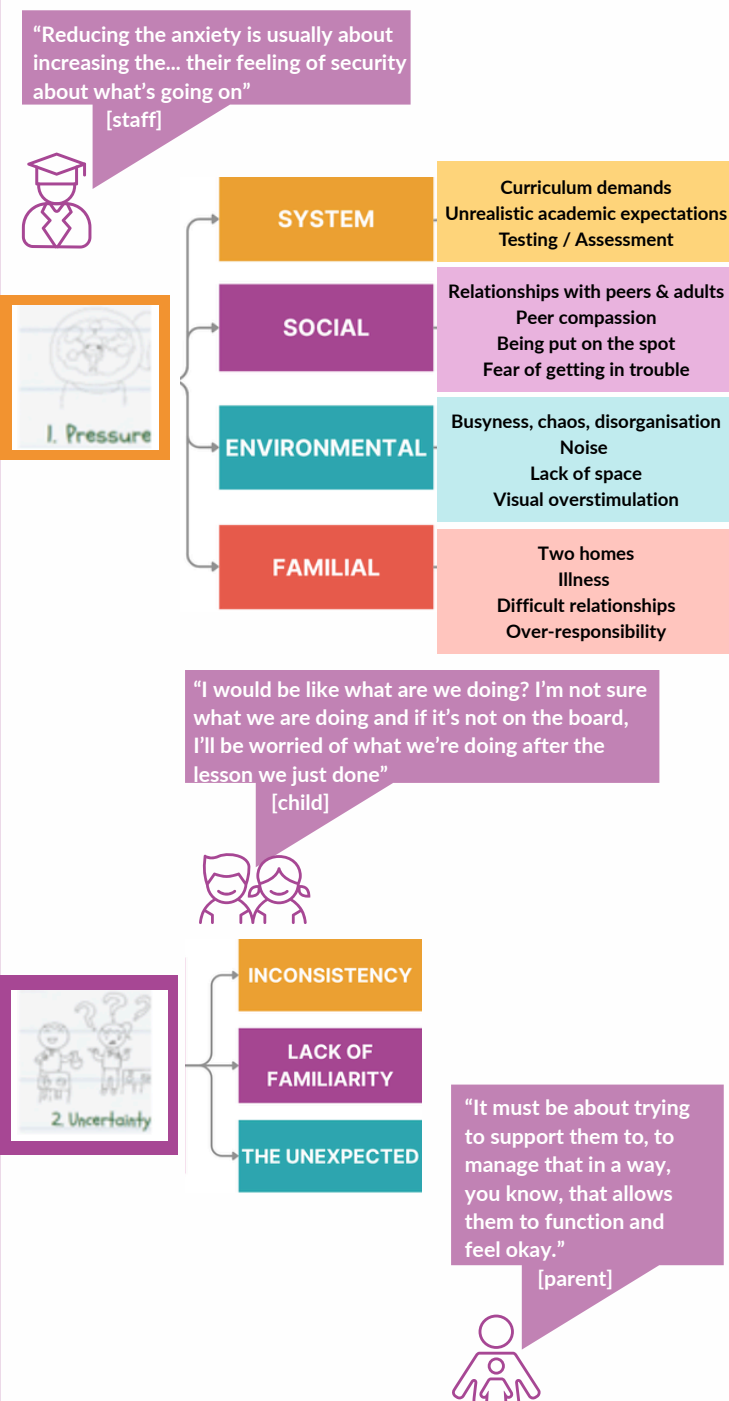 “Reducing the anxiety is usually about
increasing the... their feeling of security
about what’s going on”
[staff]
1. Pressure
SYSTEM
Curriculum demands
Unrealistic academic expectations
Testing / Assessment
SOCIAL
Relationships with peers & adults
Peer compassion
Being put on the spot
Fear of getting in trouble
ENVIRONMENTAL
Busyness, chaos, disorganisation
Noise
Lack of space
Visual overstimulation
FAMILIAL
Two homes
Illness
Difficult relationships
Over-responsibility
“I would be like what are we doing? I’m not sure
what we are doing and if it’s not on the board,
I’ll be worried of what we’re doing after the
lesson we just done”
[child]
2. Uncertainty
? ? ?
INCONSISTENCY
LACK OF
FAMILIARITY
THE UNEXPECTED
“It must be about trying
to support them to, to
manage that in a way,
you know, that allows
them to function and
feel okay.”
[parent]